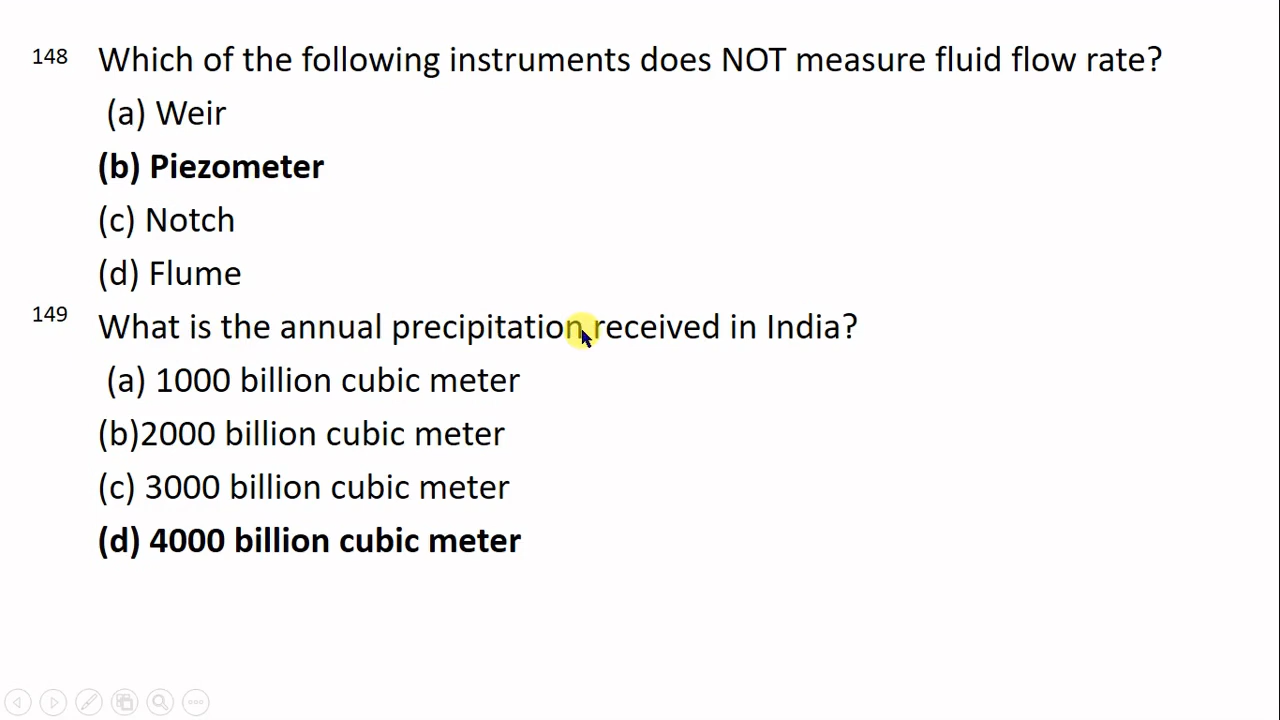 148 Which of the following instruments does NOT measure fluid flow rate?
(a) Weir
(b) Piezometer
(c) Notch
(d) Flume
149 What is the annual precipitation received in India?
(a) 1000 billion cubic meter
(b)2000 billion cubic meter
(c) 3000 billion cubic meter
(d) 4000 billion cubic meter